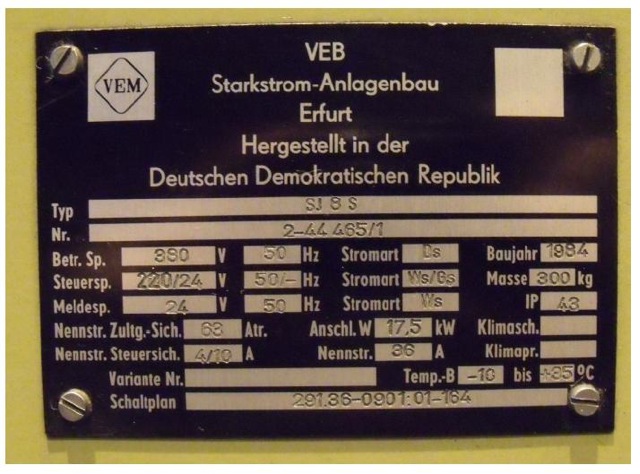 VEM
VEB
Starkstrom-Anlagenbau
Erfurt
Hergestellt in der
Deutschen Demokratischen Republik
Typ SJ 8 S
Nr. 2-44 465/1
Betr. Sp. 380 V 50 Hz Stromart Ds Baujahr 1984
Steuersp. 220/24 V 50/- Hz Stromart Ws/Gs Masse 300 kg
Meldesp. 24 V 50 Hz Stromart Ws IP 43
Nennstr. Zultg.-Sich. 63 Atr. Anschl.W 17,5 kW Klimasch.
Nennstr. Steuersich. 4/10 A Nennstr. 36 A Klimapr.
Variante Nr. Temp.-B -10 bis +35 °C
Schaltplan 291.36-0901:01-164